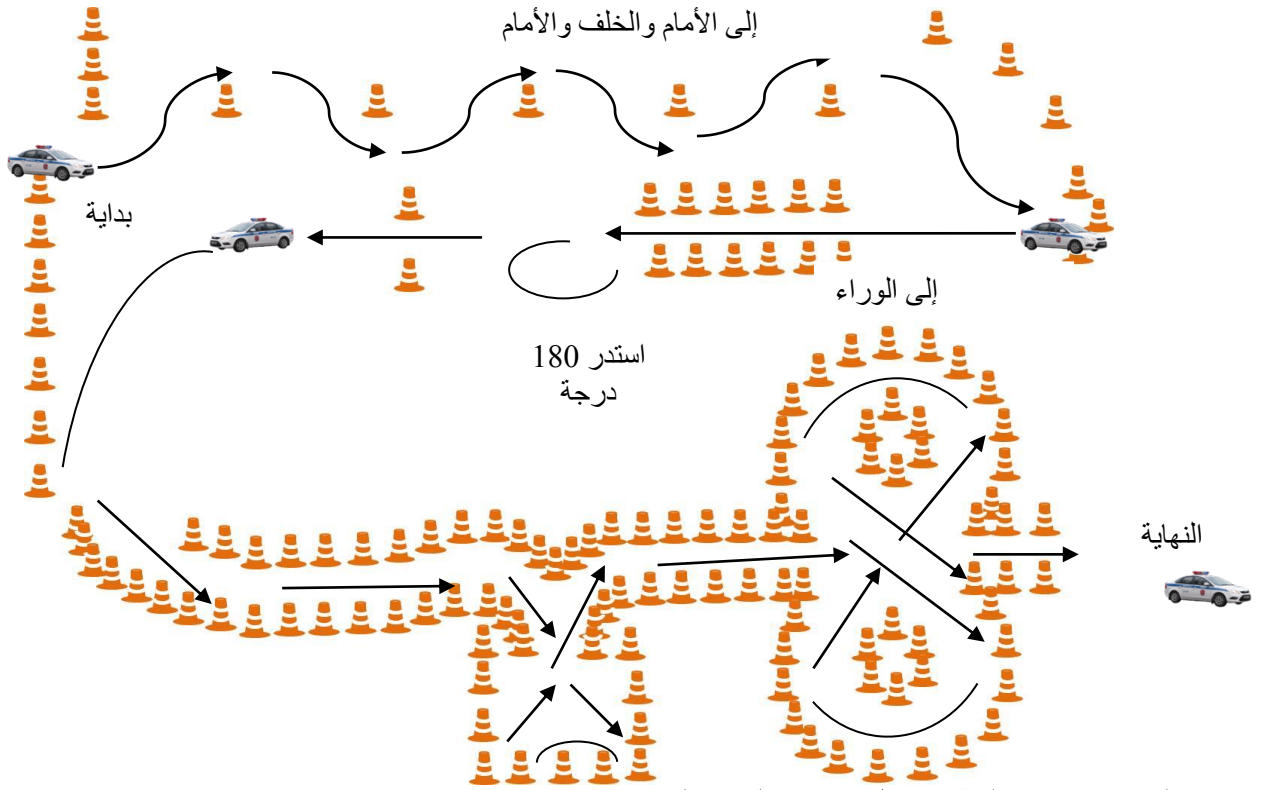 إلى الأمام والخلف والأمام
بداية
إلى الوراء
استدر 180
درجة
النهاية